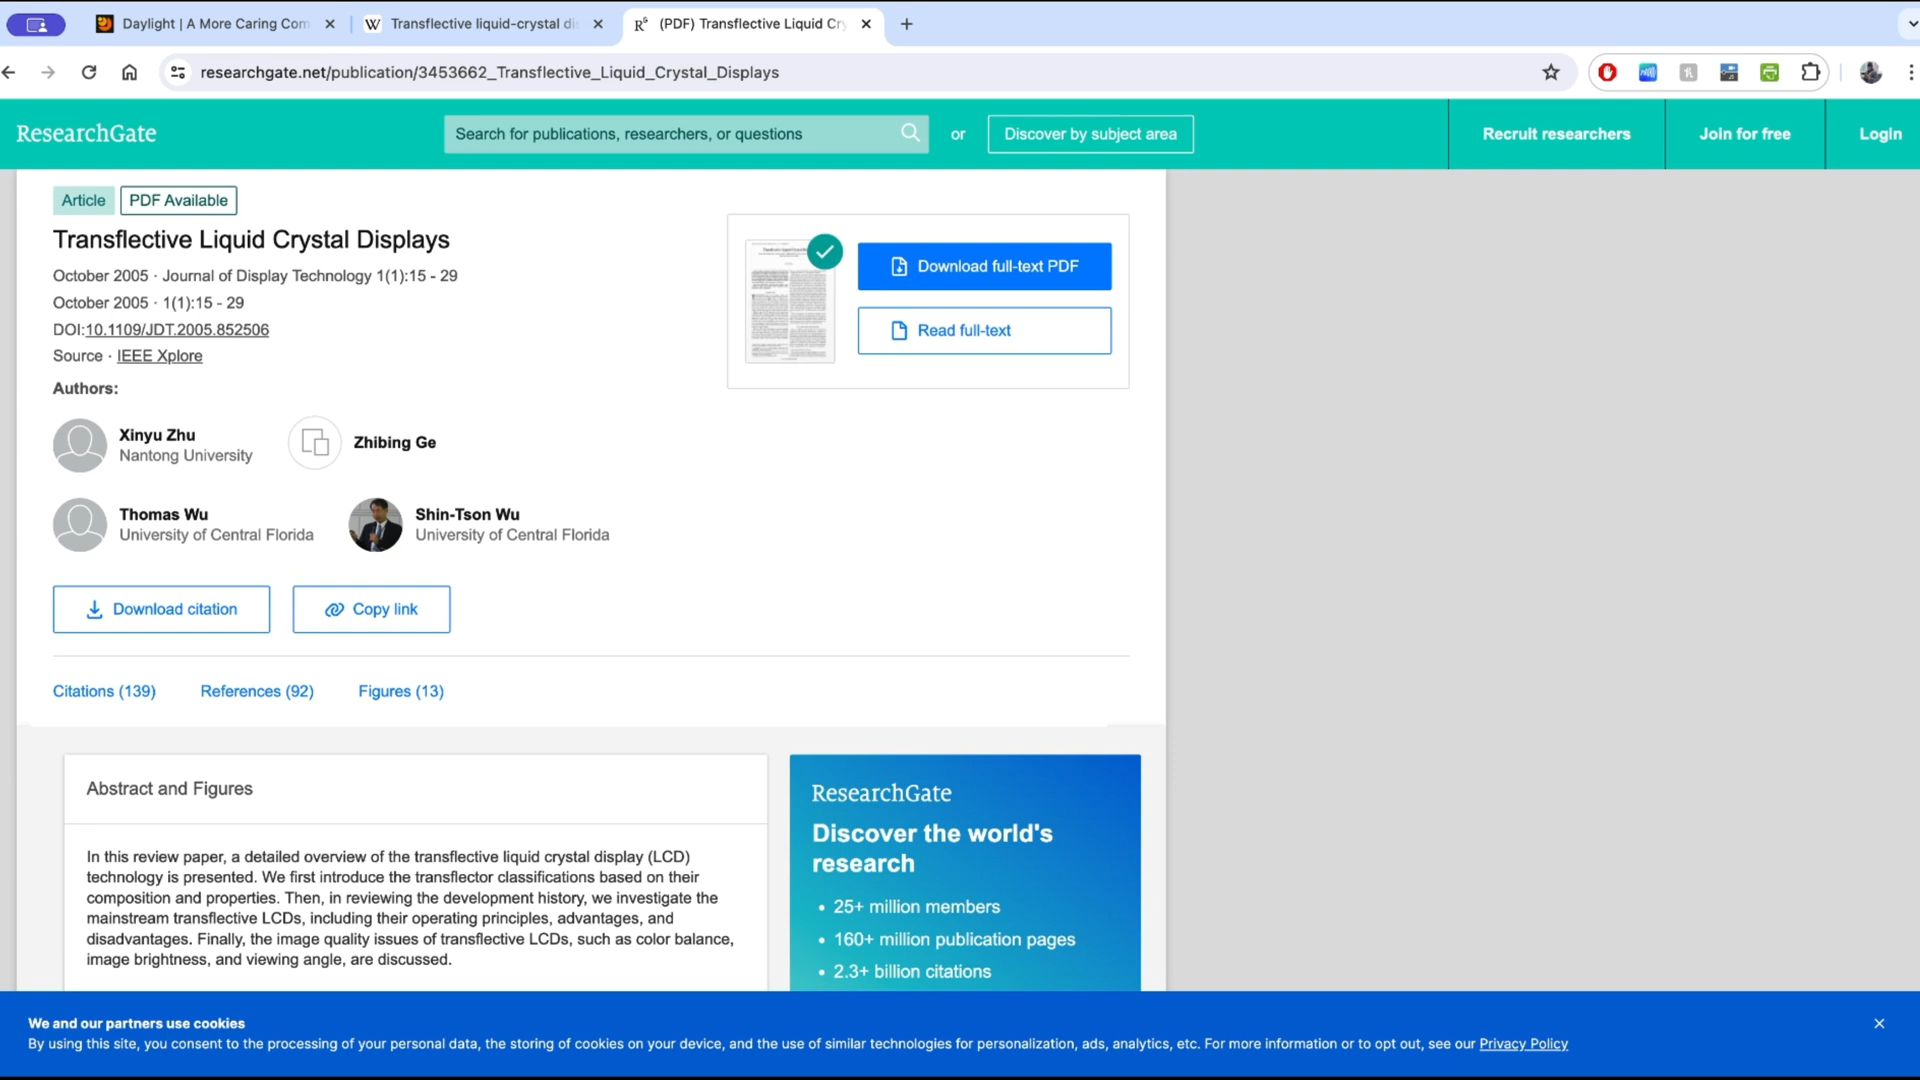 Daylight | A More Caring Com
Transflective liquid-crystal di
(PDF) Transflective Liquid Cry
researchgate.net/publication/3453662_Transflective_Liquid_Crystal_Displays
ResearchGate
Search for publications, researchers, or questions
or
Discover by subject area
Recruit researchers
Join for free
Login
Article
PDF Available
Transflective Liquid Crystal Displays
October 2005 · Journal of Display Technology 1(1):15 - 29
October 2005 · 1(1):15 - 29
DOI:10.1109/JDT.2005.852506
Source · IEEE Xplore
Authors:
Xinyu Zhu
Nantong University
Zhibing Ge
Thomas Wu
University of Central Florida
Shin-Tson Wu
University of Central Florida
Download full-text PDF
Read full-text
Download citation
Copy link
Citations (139)
References (92)
Figures (13)
Abstract and Figures
In this review paper, a detailed overview of the transflective liquid crystal display (LCD)
technology is presented. We first introduce the transflector classifications based on their
composition and properties. Then, in reviewing the development history, we investigate the
mainstream transflective LCDs, including their operating principles, advantages, and
disadvantages. Finally, the image quality issues of transflective LCDs, such as color balance,
image brightness, and viewing angle, are discussed.
ResearchGate
Discover the world's
research
• 25+ million members
• 160+ million publication pages
• 2.3+ billion citations
We and our partners use cookies
By using this site, you consent to the processing of your personal data, the storing of cookies on your device, and the use of similar technologies for personalization, ads, analytics, etc. For more information or to opt out, see our Privacy Policy